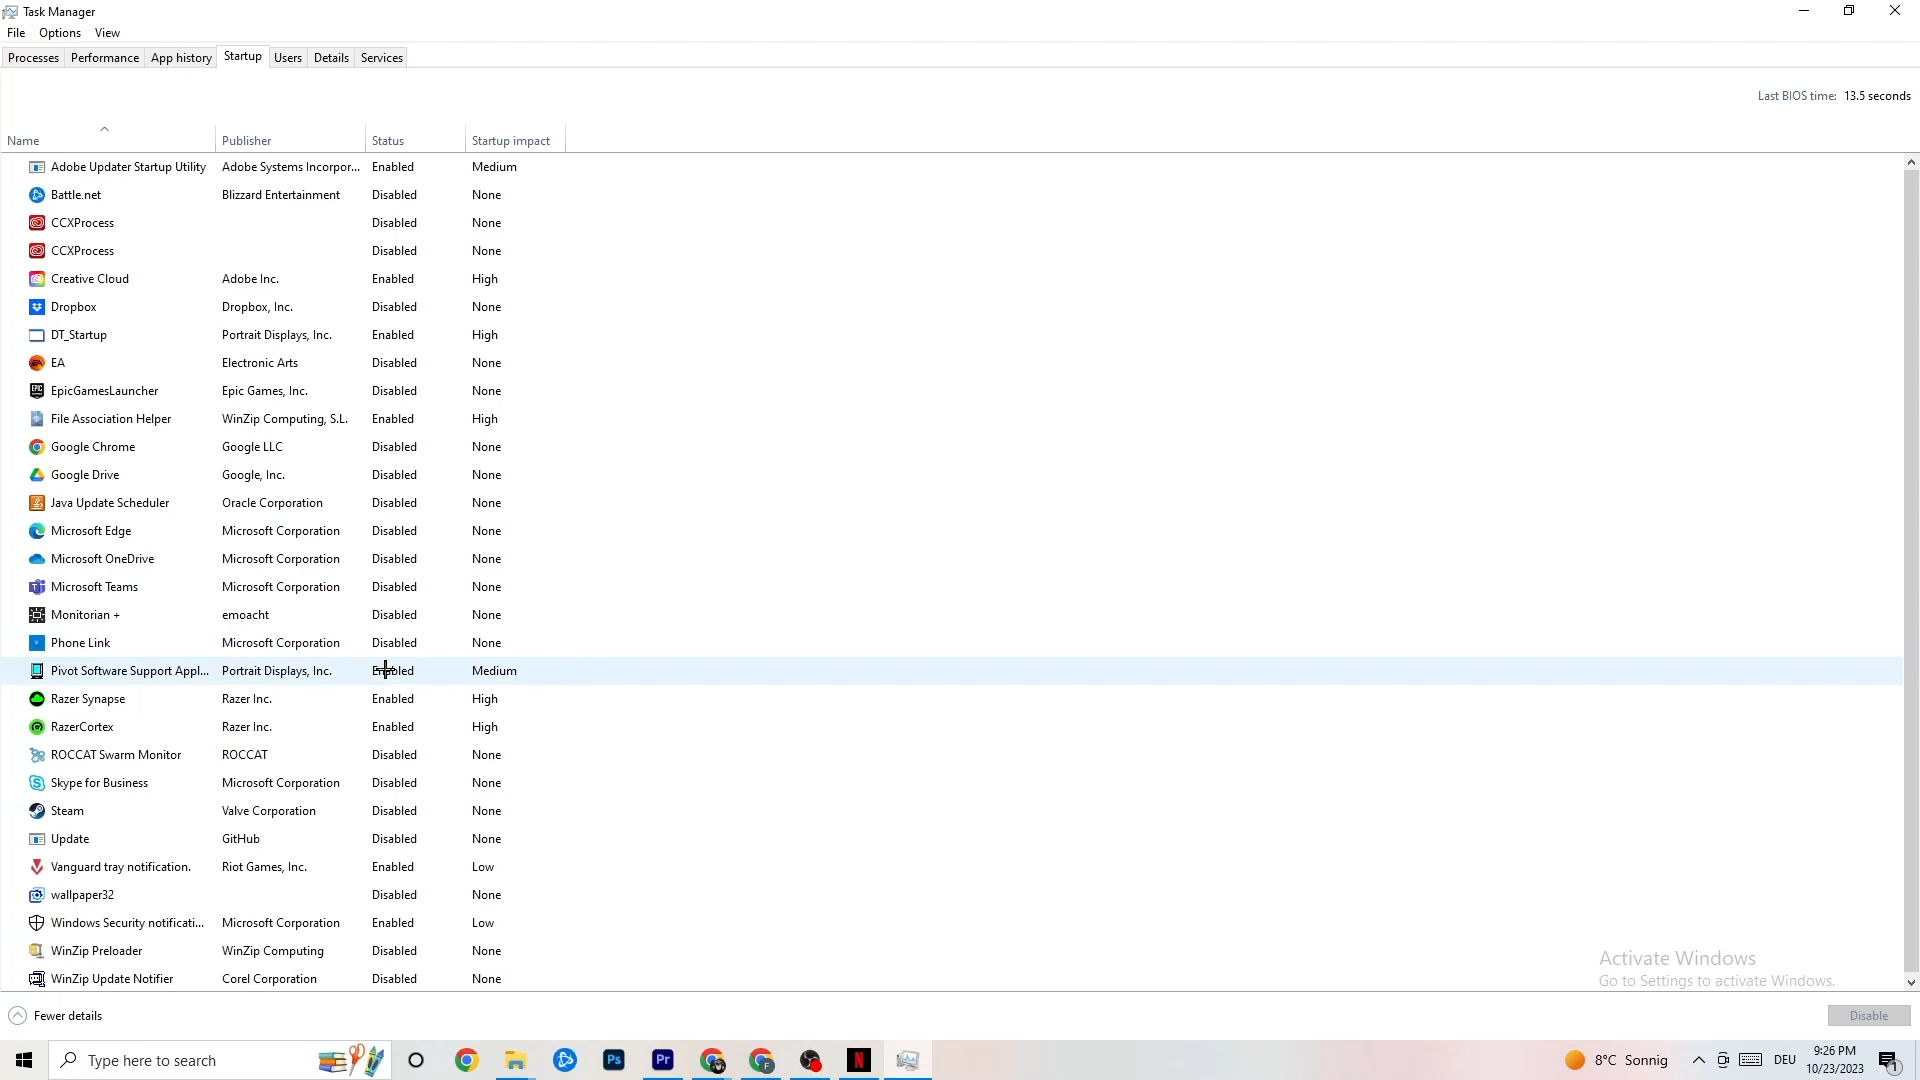 Task Manager
File Options View
Processes Performance App history Startup Users Details Services
Last BIOS time: 13.5 seconds
Name Publisher Status Startup impact
Adobe Updater Startup Utility Adobe Systems Incorpor... Enabled Medium
Battle.net Blizzard Entertainment Disabled None
CCXProcess Disabled None
CCXProcess Disabled None
Creative Cloud Adobe Inc. Enabled High
Dropbox Dropbox, Inc. Disabled None
DT_Startup Portrait Displays, Inc. Enabled High
EA Electronic Arts Disabled None
EpicGamesLauncher Epic Games, Inc. Disabled None
File Association Helper WinZip Computing, S.L. Enabled High
Google Chrome Google LLC Disabled None
Google Drive Google, Inc. Disabled None
Java Update Scheduler Oracle Corporation Disabled None
Microsoft Edge Microsoft Corporation Disabled None
Microsoft OneDrive Microsoft Corporation Disabled None
Microsoft Teams Microsoft Corporation Disabled None
Monitorian + emoacht Disabled None
Phone Link Microsoft Corporation Disabled None
Pivot Software Support Appl... Portrait Displays, Inc. Enabled Medium
Razer Synapse Razer Inc. Enabled High
RazerCortex Razer Inc. Enabled High
ROCCAT Swarm Monitor ROCCAT Disabled None
Skype for Business Microsoft Corporation Disabled None
Steam Valve Corporation Disabled None
Update GitHub Disabled None
Vanguard tray notification. Riot Games, Inc. Enabled Low
wallpaper32 Disabled None
Windows Security notificati... Microsoft Corporation Enabled Low
WinZip Preloader WinZip Computing Disabled None
WinZip Update Notifier Corel Corporation Disabled None
Activate Windows
Go to Settings to activate Windows.
Fewer details Disable
Type here to search Ps Pr F N 8°C Sonnig DEU 9:26 PM
10/23/2023 1